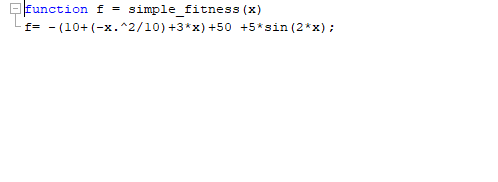 function f = simple_fitness(x)
f= -(10+(-x.^2/10)+3*x)+50 +5*sin(2*x);